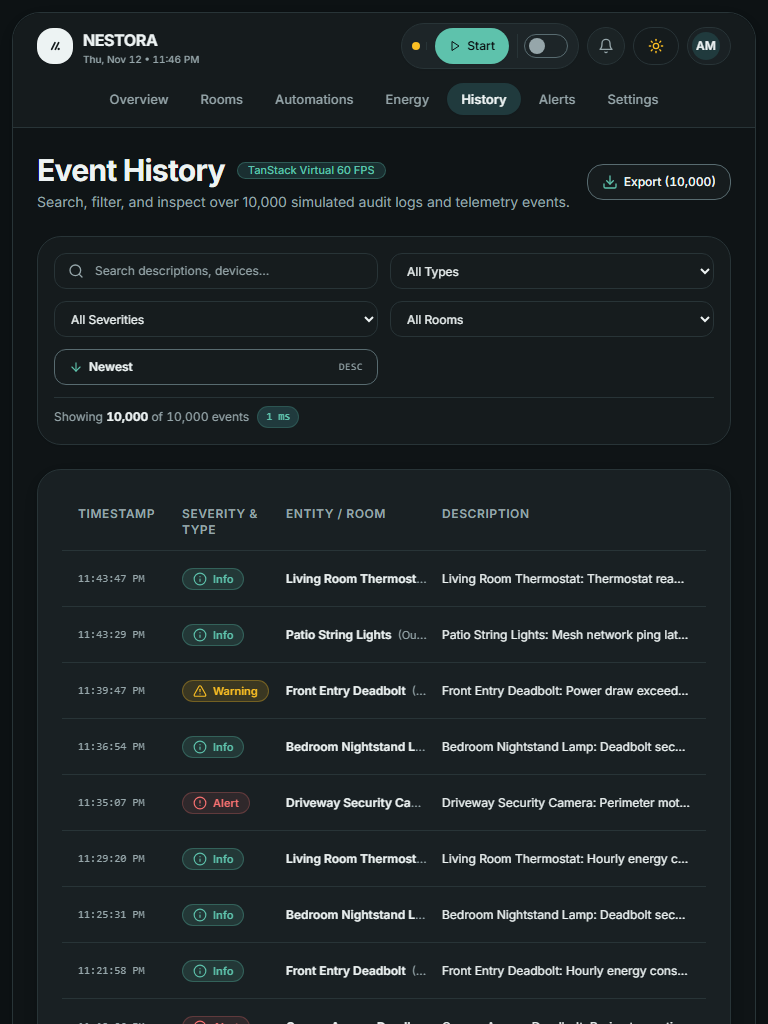 NESTORA
Thu, Nov 12 • 11:46 PM
Start
AM
Overview Rooms Automations Energy History Alerts Settings
Event History
TanStack Virtual 60 FPS
Search, filter, and inspect over 10,000 simulated audit logs and telemetry events.
Export (10,000)
Search descriptions, devices...
All Types
All Severities
All Rooms
Newest DESC
Showing 10,000 of 10,000 events 1 ms
TIMESTAMP SEVERITY & TYPE ENTITY / ROOM DESCRIPTION
11:43:47 PM Info Living Room Thermost... Living Room Thermostat: Thermostat rea...
11:43:29 PM Info Patio String Lights (Ou... Patio String Lights: Mesh network ping lat...
11:39:47 PM Warning Front Entry Deadbolt (... Front Entry Deadbolt: Power draw exceed...
11:36:54 PM Info Bedroom Nightstand L... Bedroom Nightstand Lamp: Deadbolt sec...
11:35:07 PM Alert Driveway Security Ca... Driveway Security Camera: Perimeter mot...
11:29:20 PM Info Living Room Thermost... Living Room Thermostat: Hourly energy c...
11:25:31 PM Info Bedroom Nightstand L... Bedroom Nightstand Lamp: Deadbolt sec...
11:21:58 PM Info Front Entry Deadbolt (... Front Entry Deadbolt: Hourly energy cons...